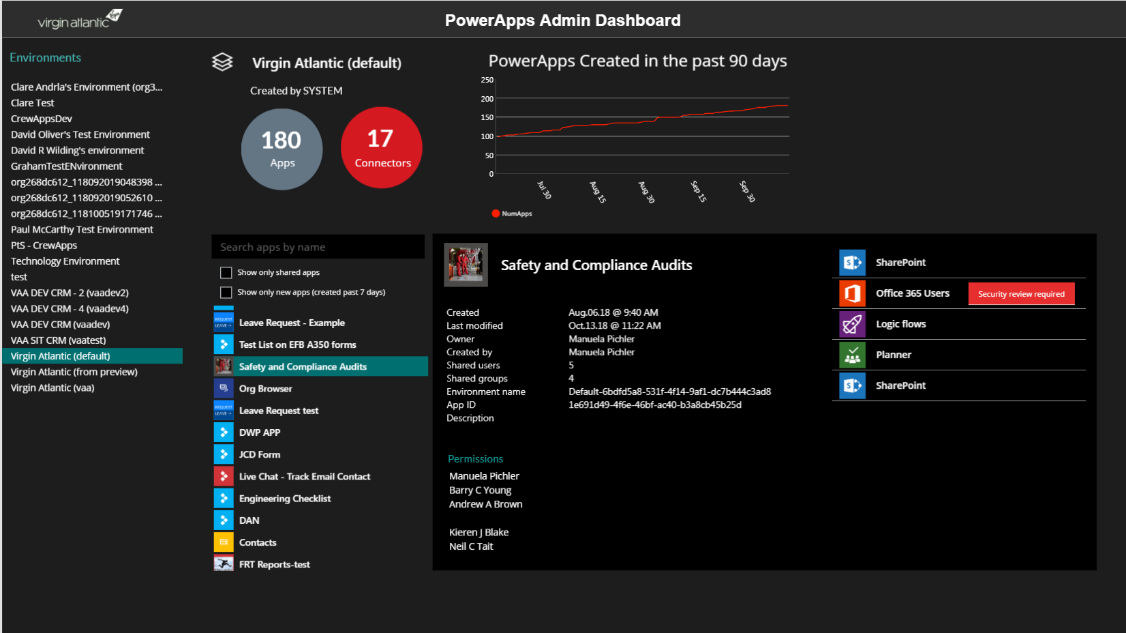 virgin atlantic
PowerApps Admin Dashboard
Environments
Clare Andrla's Environment (org3...
Clare Test
CrewAppsDev
David Oliver's Test Environment
David R Wilding's environment
GrahamTestENvironment
org268dc612_118092019048398 ...
org268dc612_118092019052610 ...
org268dc612_118100519171746 ...
Paul McCarthy Test Environment
PtS - CrewApps
Technology Environment
test
VAA DEV CRM - 2 (vaadev2)
VAA DEV CRM - 4 (vaadev4)
VAA DEV CRM (vaadev)
VAA SIT CRM (vaatest)
Virgin Atlantic (default)
Virgin Atlantic (from preview)
Virgin Atlantic (vaa)
Virgin Atlantic (default)
Created by SYSTEM
180
Apps
17
Connectors
PowerApps Created in the past 90 days
250
200
150
100
50
0
Jul 30
Aug 15
Aug 30
Sep 15
Sep 30
NumApps
Search apps by name
Show only shared apps
Show only new apps (created past 7 days)
Leave Request - Example
Test List on EFB A350 forms
Safety and Compliance Audits
Org Browser
Leave Request test
DWP APP
JCD Form
Live Chat - Track Email Contact
Engineering Checklist
DAN
Contacts
FRT Reports-test
Safety and Compliance Audits
Created Aug.06.18 @ 9:40 AM
Last modified Oct.13.18 @ 11:22 AM
Owner Manuela Pichler
Created by Manuela Pichler
Shared users 5
Shared groups 4
Environment name Default-6bdfd5a8-531f-4f14-9af1-dc7b444c3ad8
App ID 1e691d49-4f6e-46bf-ac40-b3a8cb45b25d
Description
Permissions
Manuela Pichler
Barry C Young
Andrew A Brown
Kieren J Blake
Neil C Tait
SharePoint
Office 365 Users Security review required
Logic flows
Planner
SharePoint